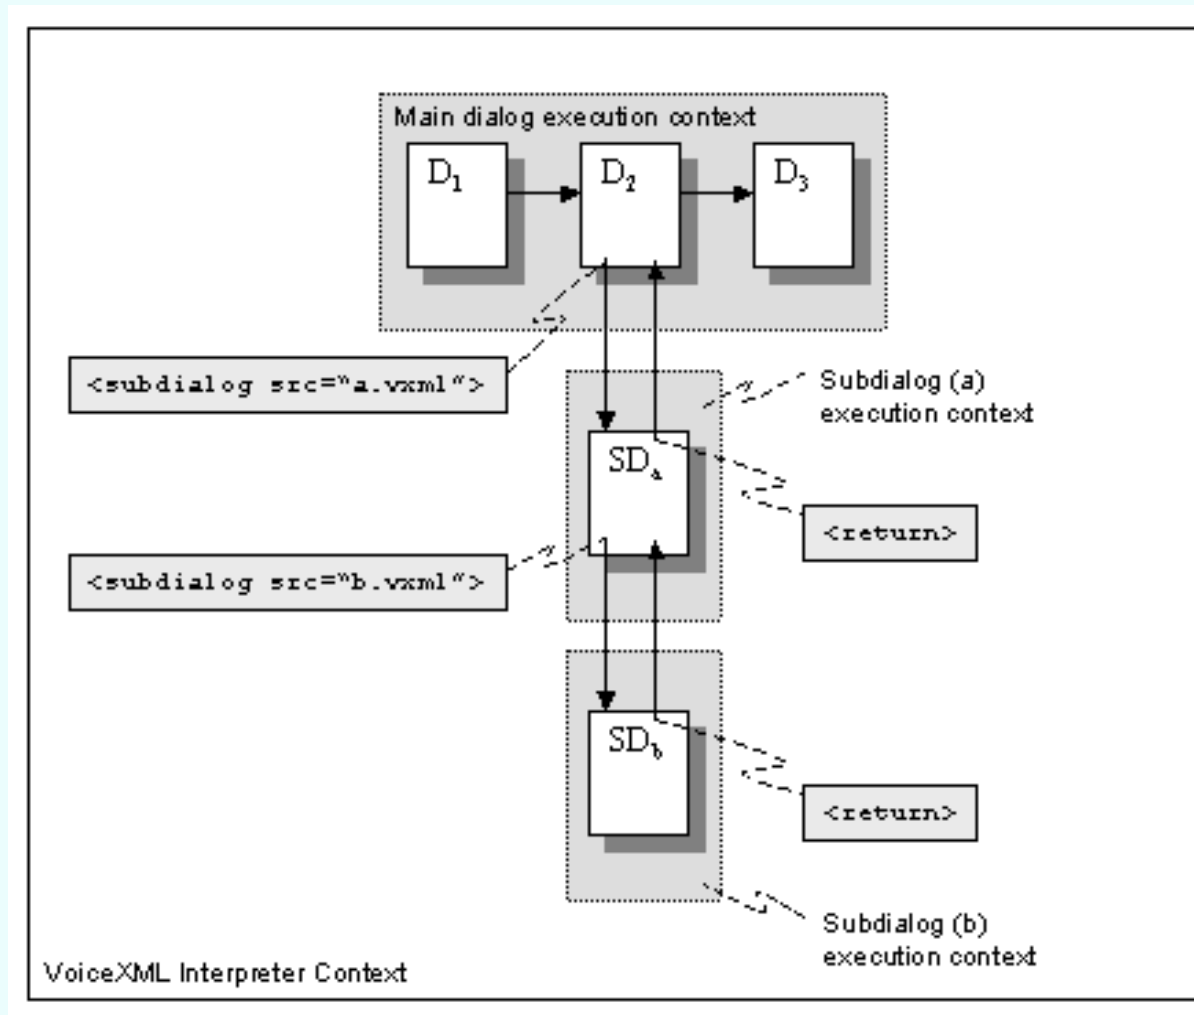 Main dialog execution context
D1
D2
D3
<subdialog src="a.vxml">
Subdialog (a)
execution context
SDa
<return>
<subdialog src="b.vxml">
SDb
<return>
Subdialog (b)
execution context
VoiceXML Interpreter Context